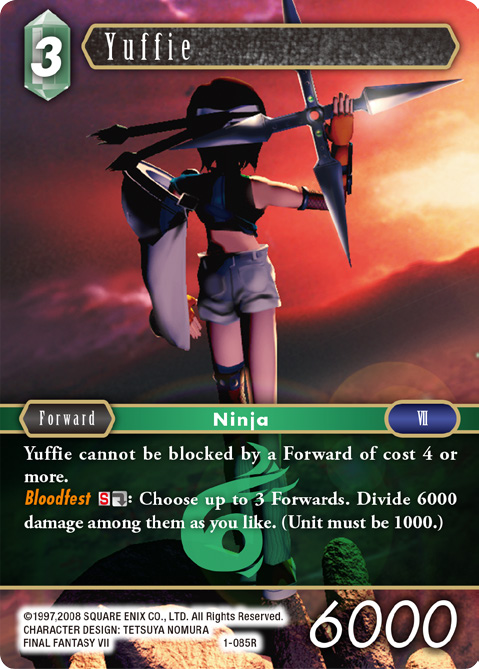 3
Yuffie
Forward
Ninja
VII
Yuffie cannot be blocked by a Forward of cost 4 or
more.
Bloodfest S : Choose up to 3 Forwards. Divide 6000
damage among them as you like. (Unit must be 1000.)
©1997,2008 SQUARE ENIX CO., LTD. All Rights Reserved.
CHARACTER DESIGN: TETSUYA NOMURA
FINAL FANTASY VII
1-085R
6000